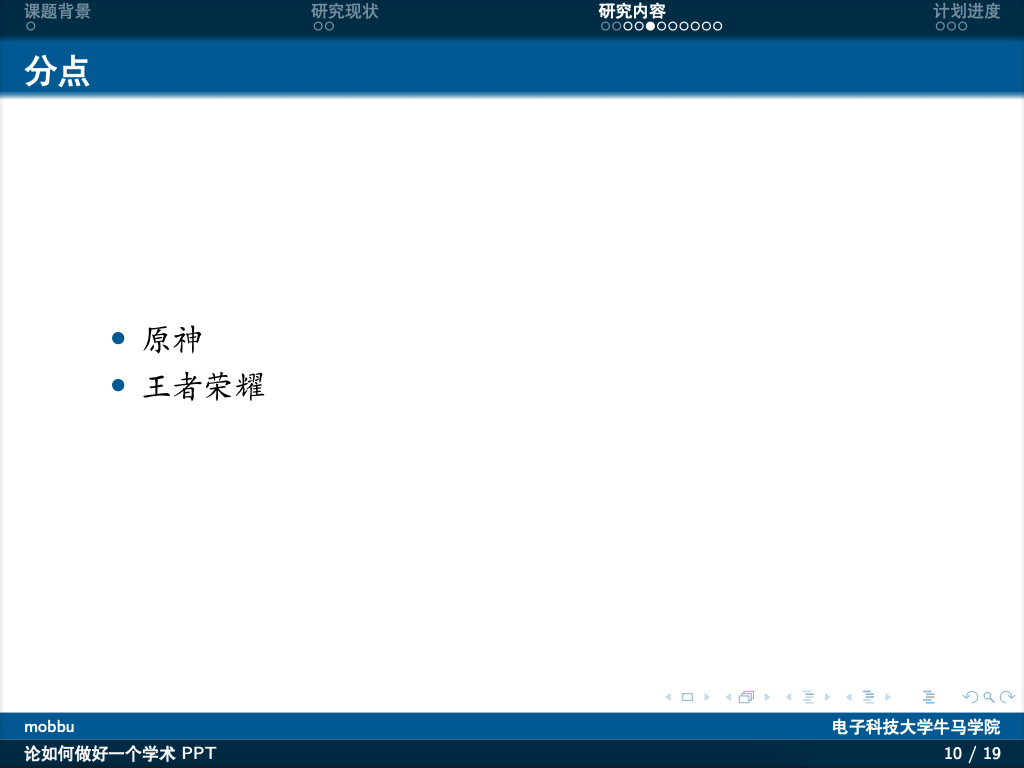 课题背景 研究现状 研究内容 计划进度
分点
原神
王者荣耀
mobbu 电子科技大学牛马学院
论如何做好一个学术 PPT 10 / 19